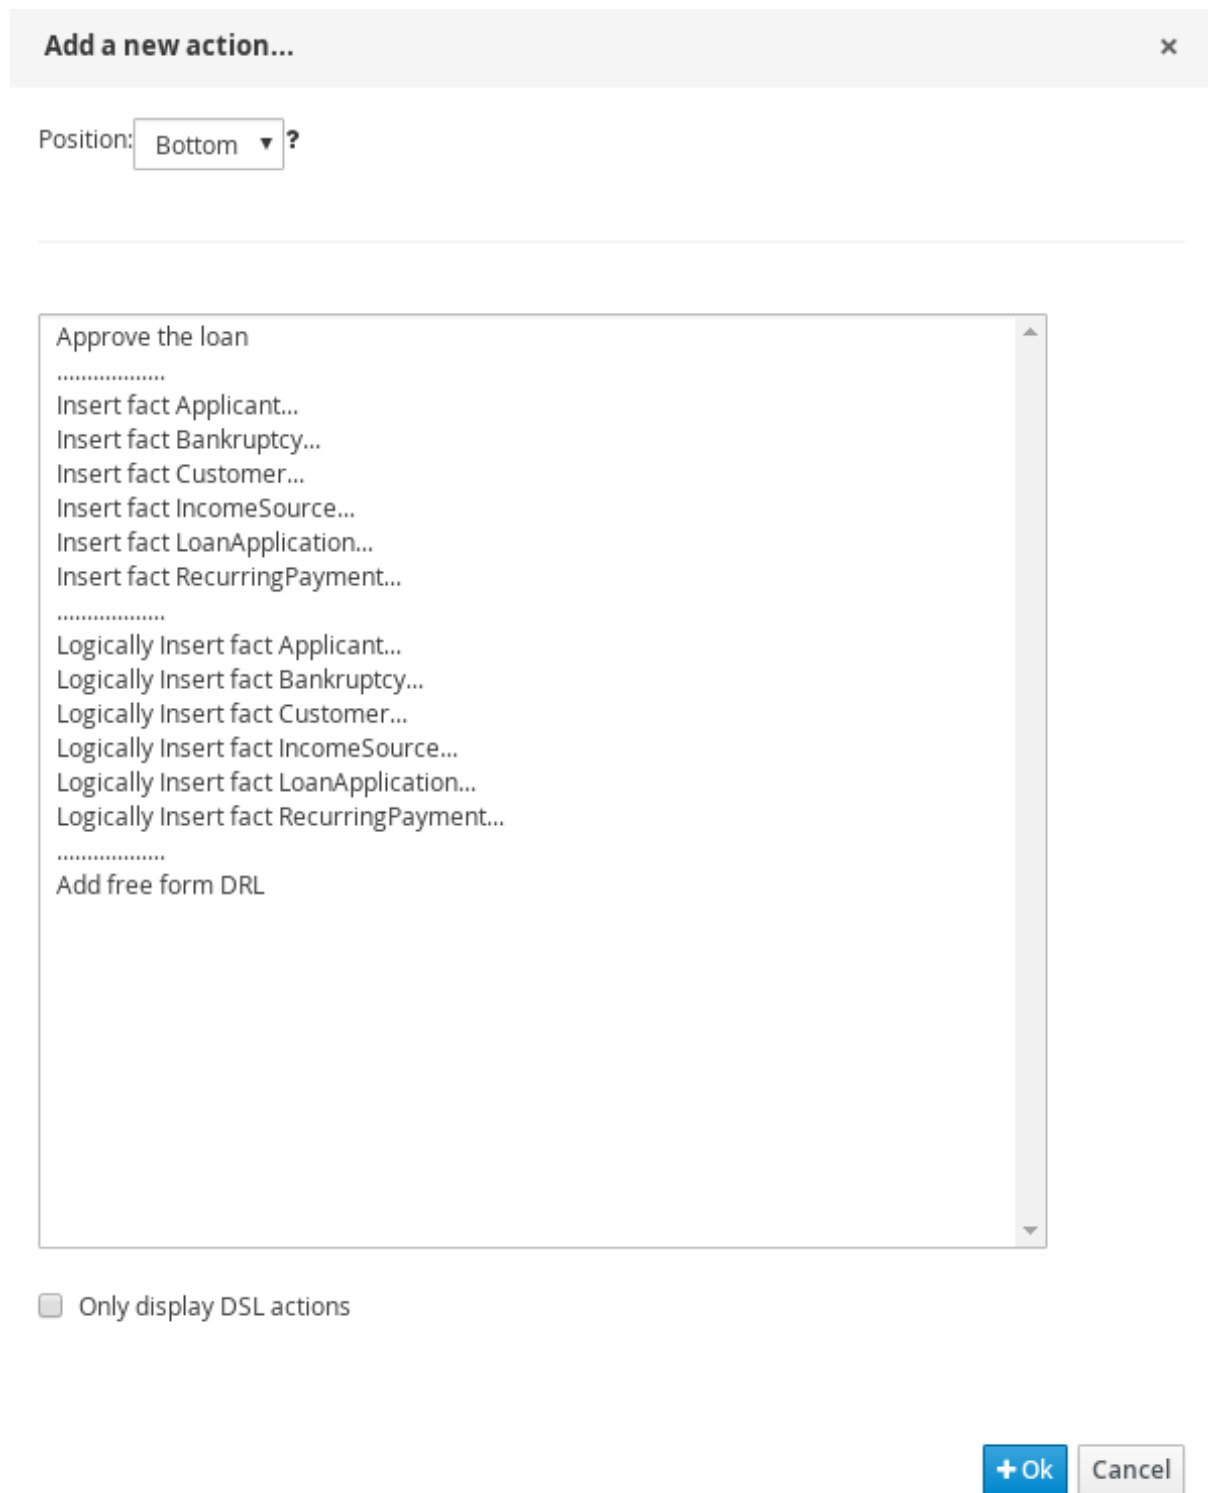 Add a new action...
×
Position: Bottom ▼ ?
Approve the loan
..................
Insert fact Applicant...
Insert fact Bankruptcy...
Insert fact Customer...
Insert fact IncomeSource...
Insert fact LoanApplication...
Insert fact RecurringPayment...
..................
Logically Insert fact Applicant...
Logically Insert fact Bankruptcy...
Logically Insert fact Customer...
Logically Insert fact IncomeSource...
Logically Insert fact LoanApplication...
Logically Insert fact RecurringPayment...
..................
Add free form DRL
Only display DSL actions
+ Ok Cancel